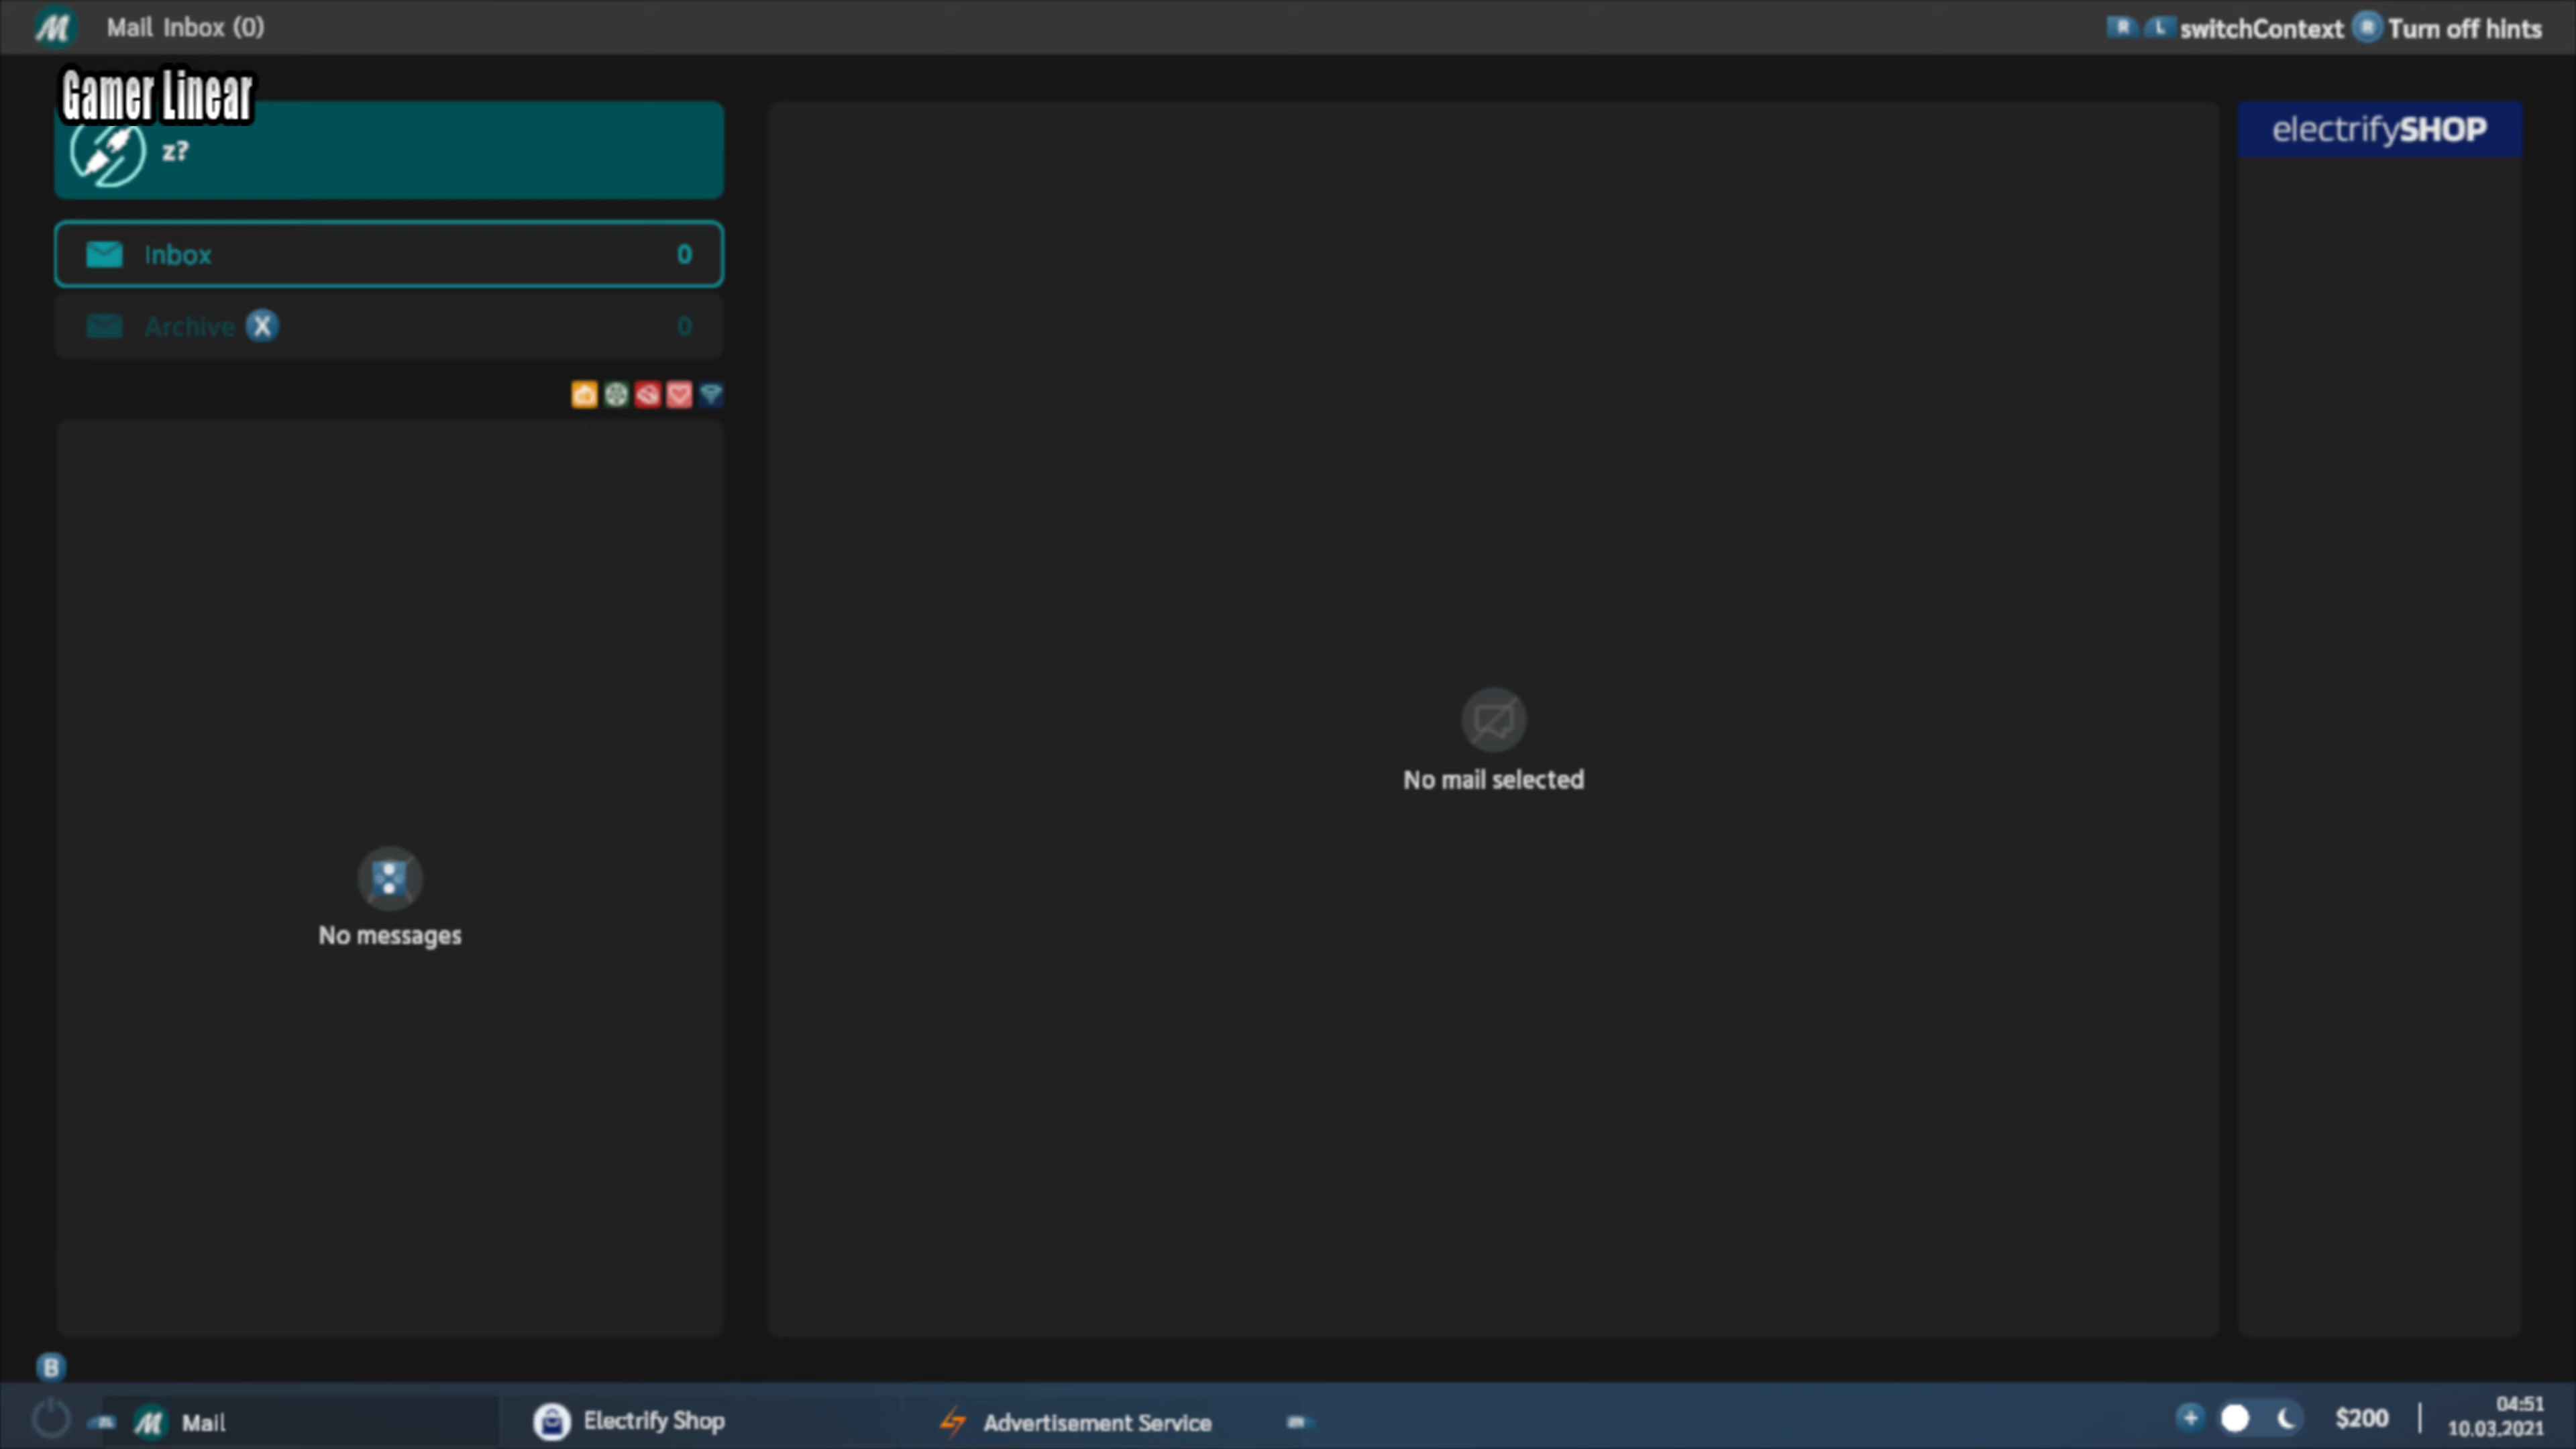 Mail Inbox (0)
R L switchContext R Turn off hints
Gamer Linear
z?
electrifySHOP
Inbox 0
Archive X 0
No mail selected
No messages
B
Mail
Electrify Shop
Advertisement Service
$200
04:51
10.03.2021